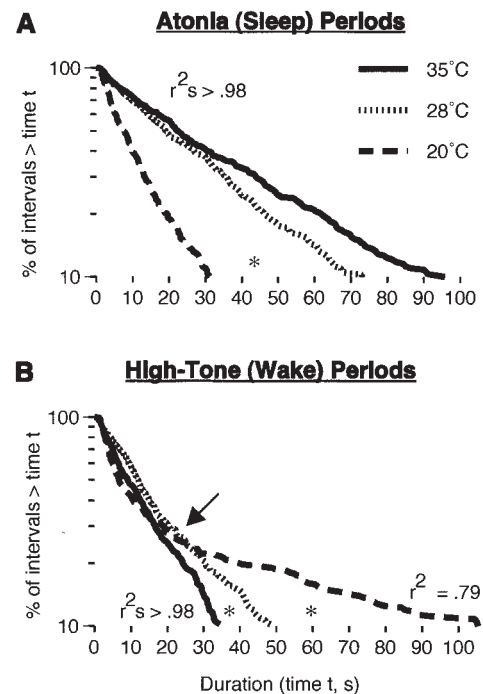 A
Atonia (Sleep) Periods
% of intervals > time t
100
10
r²s > .98
35°C
28°C
20°C
*
0 10 20 30 40 50 60 70 80 90 100
B
High-Tone (Wake) Periods
% of intervals > time t
100
10
r²s > .98
*
*
r² = .79
0 10 20 30 40 50 60 70 80 90 100
Duration (time t, s)